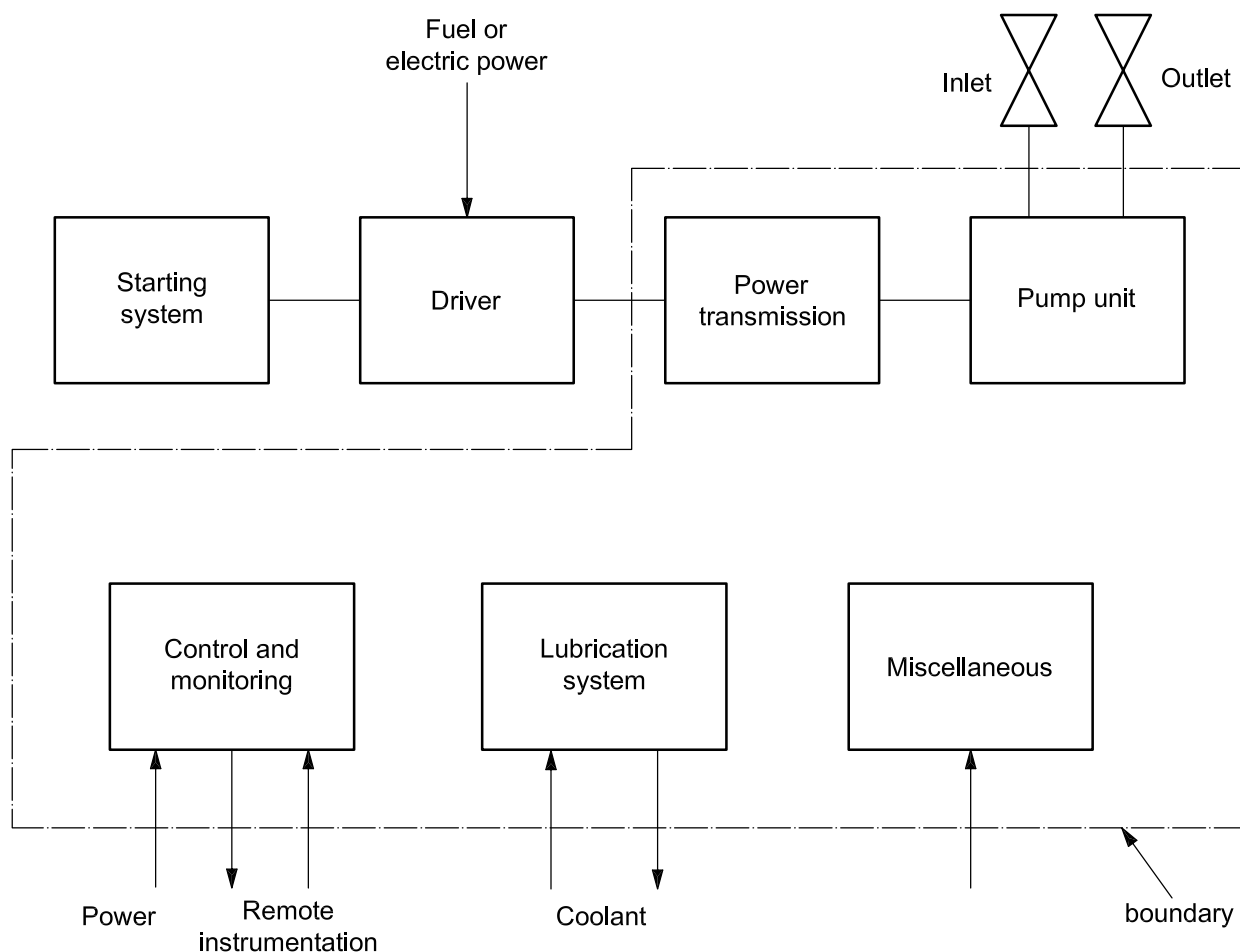 Fuel or
electric power
Inlet
Outlet
Starting
system
Driver
Power
transmission
Pump unit
Control and
monitoring
Lubrication
system
Miscellaneous
Power
Remote
instrumentation
Coolant
boundary